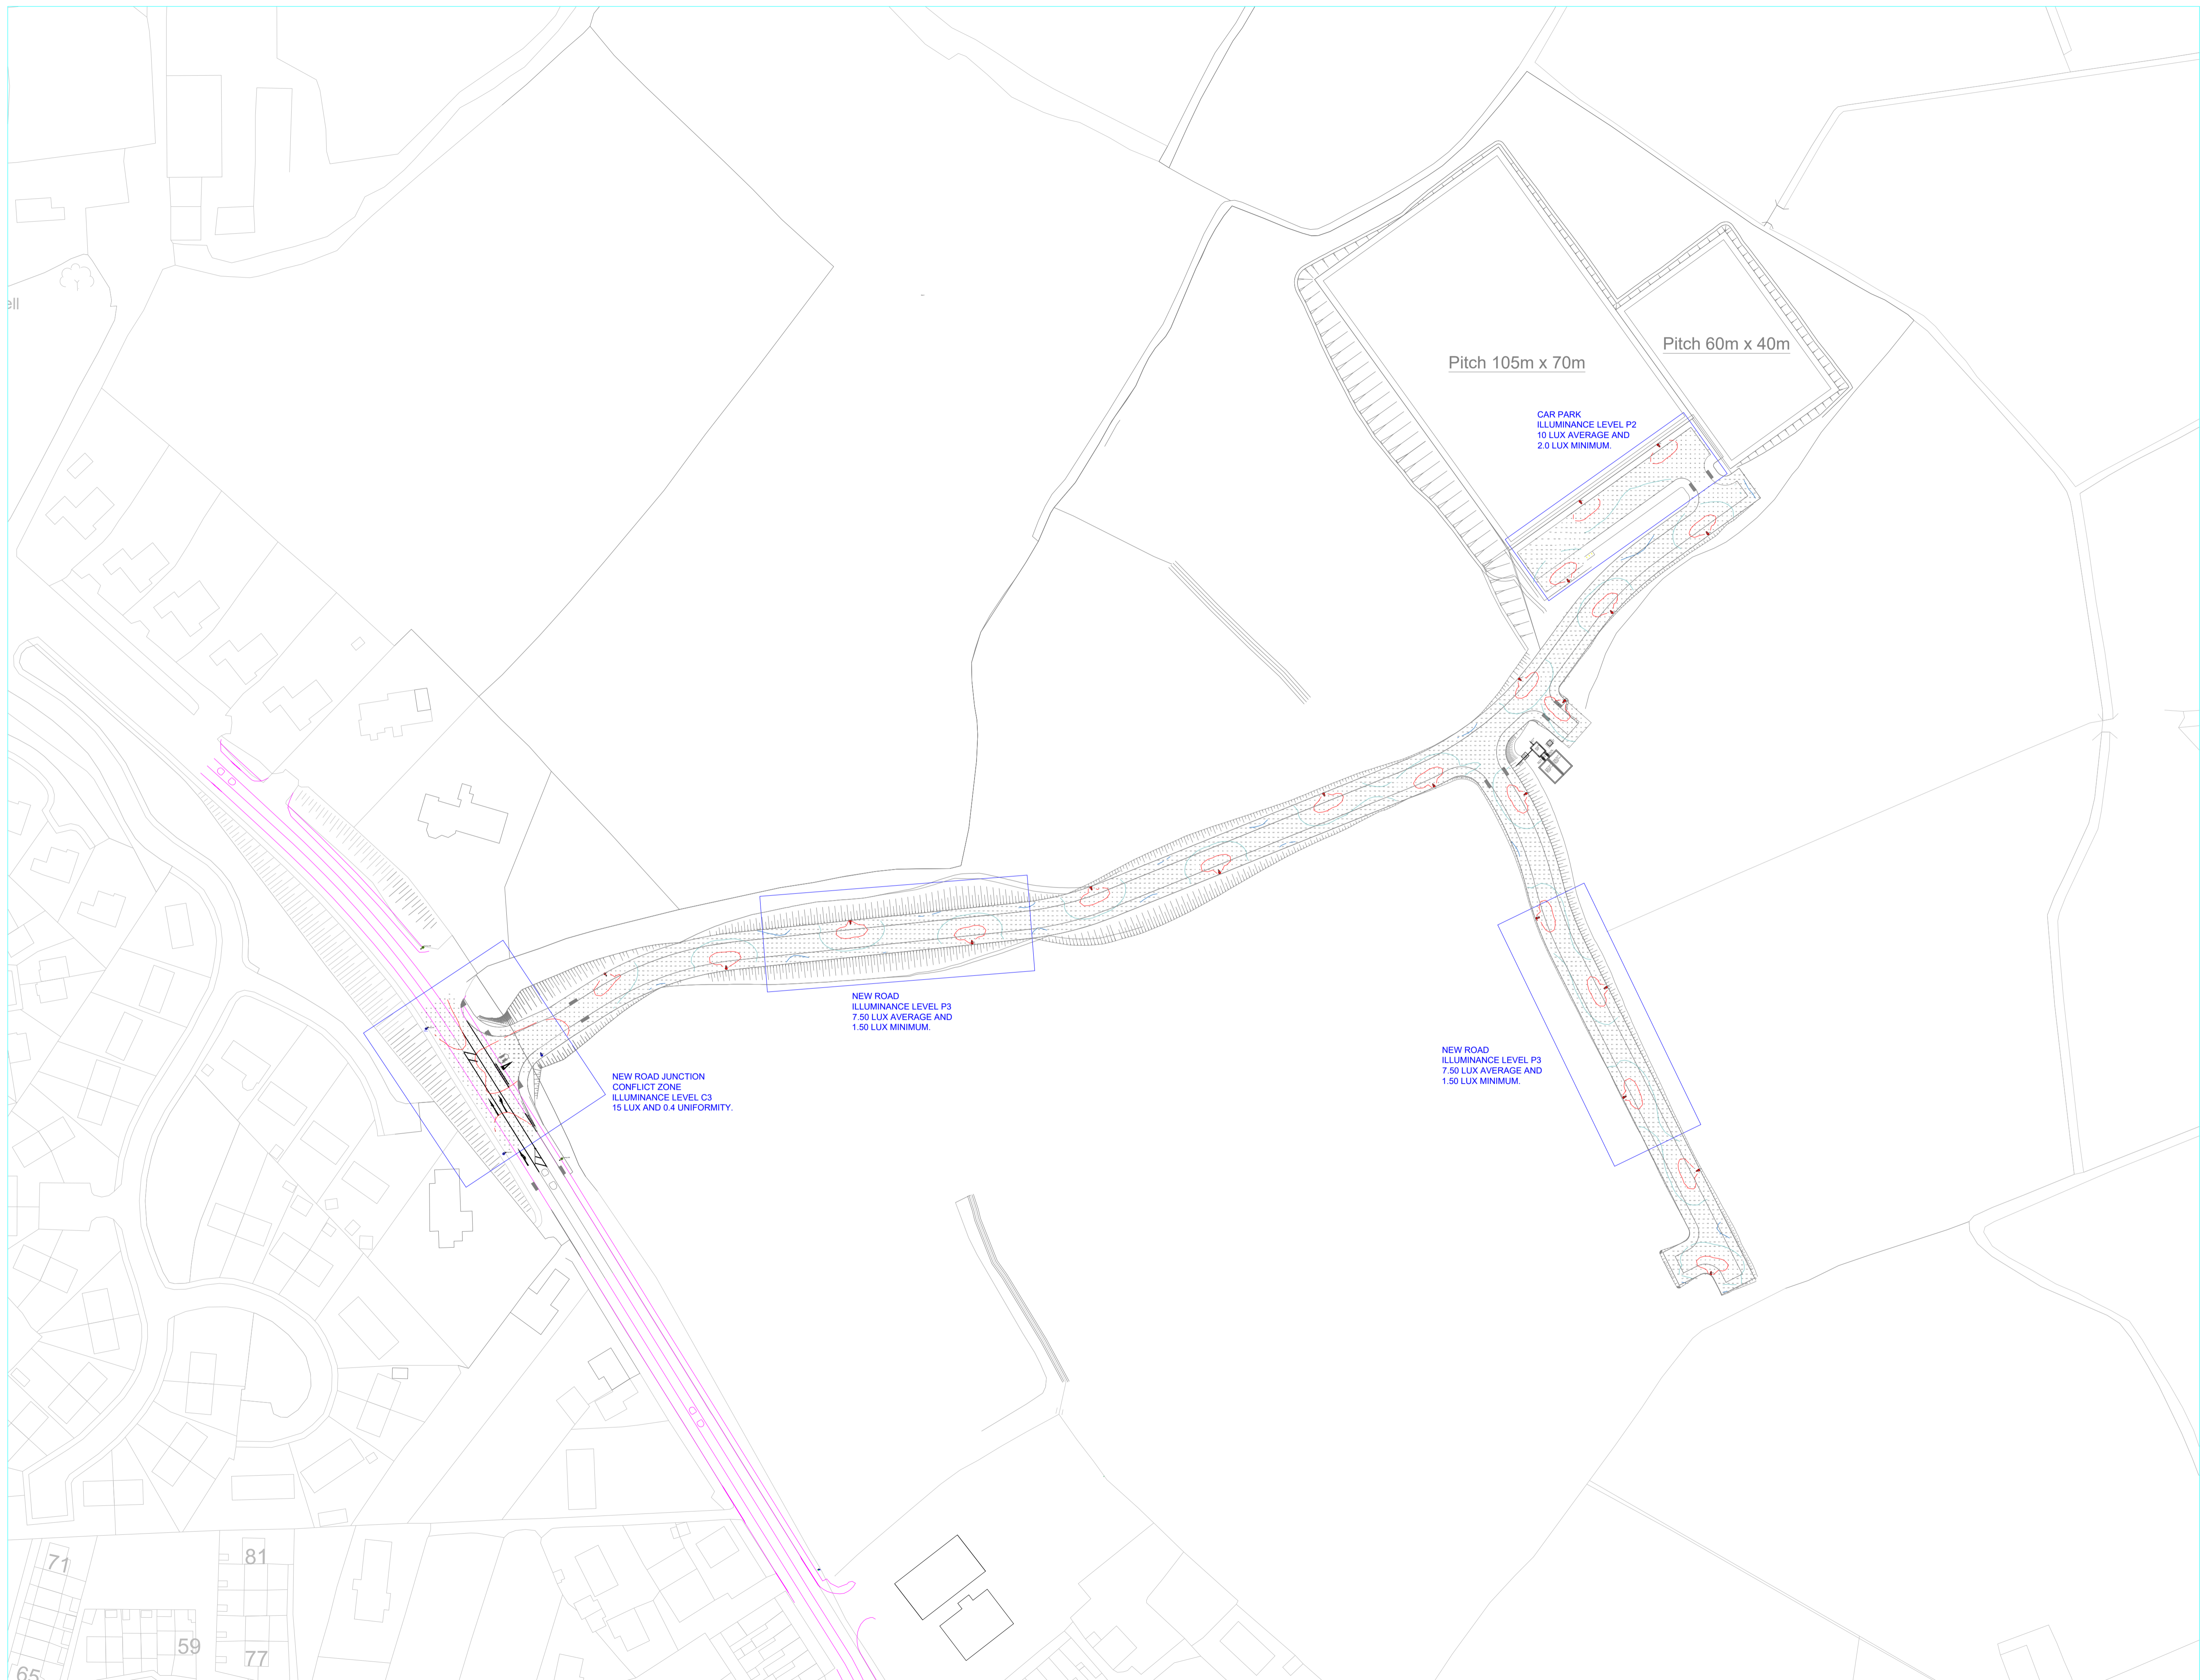 ell
Pitch 105m x 70m
Pitch 60m x 40m
CAR PARK
ILLUMINANCE LEVEL P2
10 LUX AVERAGE AND
2.0 LUX MINIMUM.
NEW ROAD
ILLUMINANCE LEVEL P3
7.50 LUX AVERAGE AND
1.50 LUX MINIMUM.
NEW ROAD
ILLUMINANCE LEVEL P3
7.50 LUX AVERAGE AND
1.50 LUX MINIMUM.
NEW ROAD JUNCTION
CONFLICT ZONE
ILLUMINANCE LEVEL C3
15 LUX AND 0.4 UNIFORMITY.
71
81
59
77
65